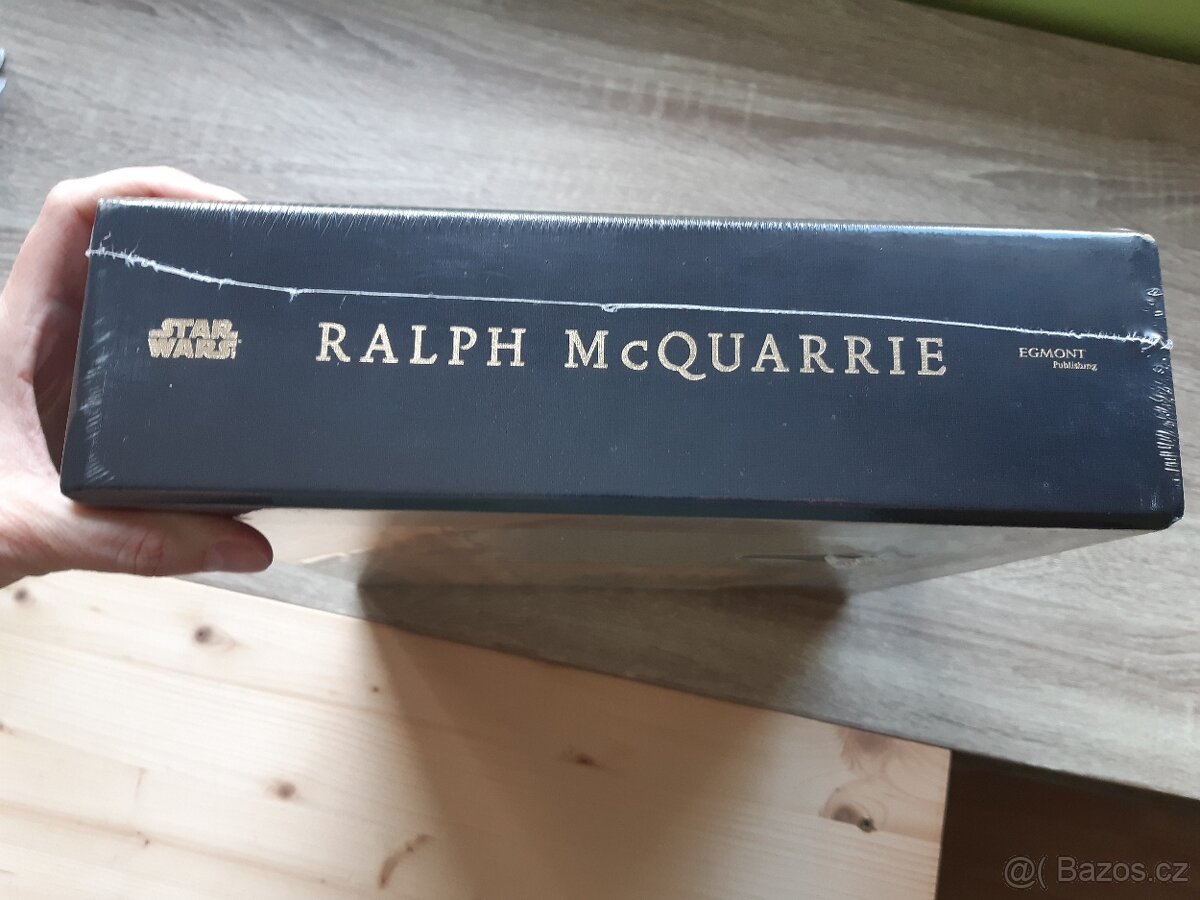 STAR
WARS
RALPH McQUARRIE
EGMONT
Publishing
@( Bazos.cz